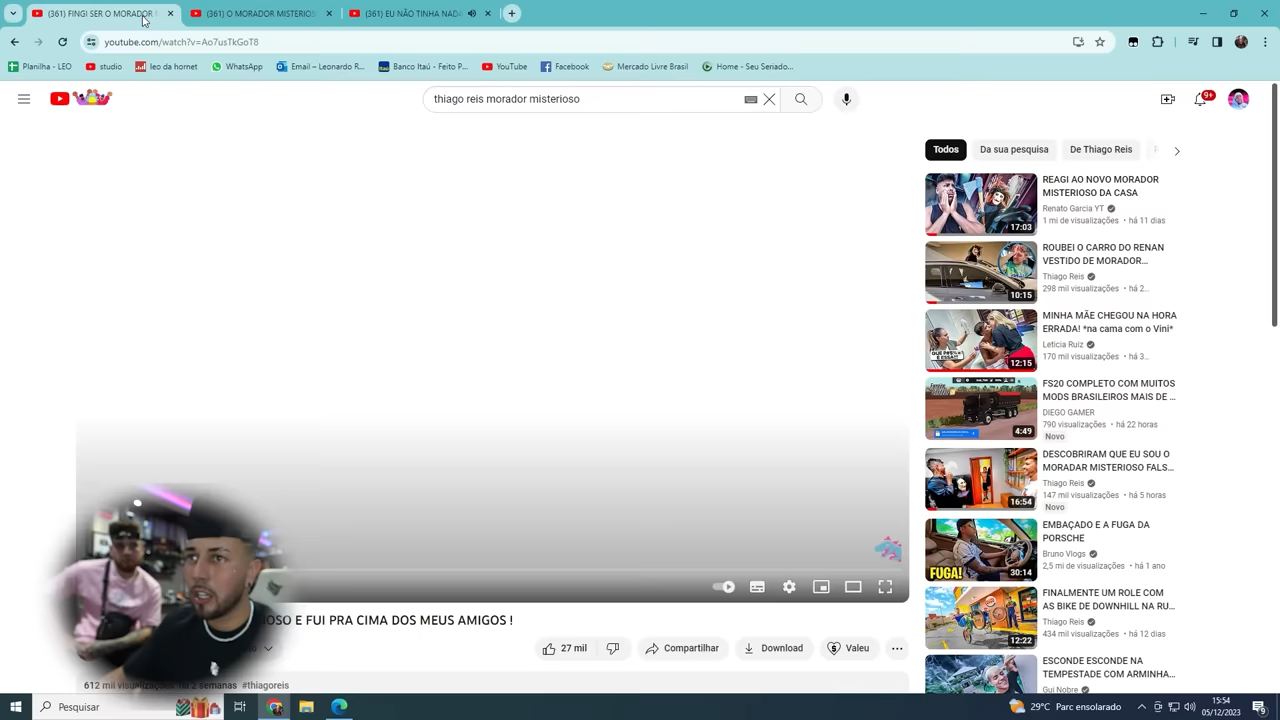 (361) FINGI SER O MORADOR
(361) O MORADOR MISTERIOS
(361) EU NÃO TINHA NADA
youtube.com/watch?v=Ao7usTkGoT8
Planilha - LEO
studio
leo da hornet
WhatsApp
Email – Leonardo R...
Banco Itaú - Feito P...
YouTube
Facebook
Mercado Livre Brasil
Home - Seu Seriado...
thiago reis morador misterioso
9+
Todos
Da sua pesquisa
De Thiago Reis
REAGI AO NOVO MORADOR
MISTERIOSO DA CASA
Renato Garcia YT
1 mi de visualizações • há 11 dias
17:03
ROUBEI O CARRO DO RENAN
VESTIDO DE MORADOR...
Thiago Reis
298 mil visualizações • há 2...
10:15
MINHA MÃE CHEGOU NA HORA
ERRADA! *na cama com o Vini*
Leticia Ruiz
170 mil visualizações • há 3...
12:15
FS20 COMPLETO COM MUITOS
MODS BRASILEIROS MAIS DE ...
DIEGO GAMER
790 visualizações • há 22 horas
Novo
4:49
DESCOBRIRAM QUE EU SOU O
MORADAR MISTERIOSO FALS...
Thiago Reis
147 mil visualizações • há 5 horas
Novo
16:54
EMBAÇADO E A FUGA DA
PORSCHE
Bruno Vlogs
2,5 mi de visualizações • há 1 ano
FUGA!
30:14
FINALMENTE UM ROLE COM
AS BIKE DE DOWNHILL NA RU...
Thiago Reis
434 mil visualizações • há 12 dias
12:22
ESCONDE ESCONDE NA
TEMPESTADE COM ARMINHA...
Gui Nobre
OSO E FUI PRA CIMA DOS MEUS AMIGOS !
27 mil
Compartilhar
Download
Valeu
612 mil visualizações há 2 semanas #thiagoreis
Pesquisar
29°C Parc ensolarado
15:54
05/12/2023